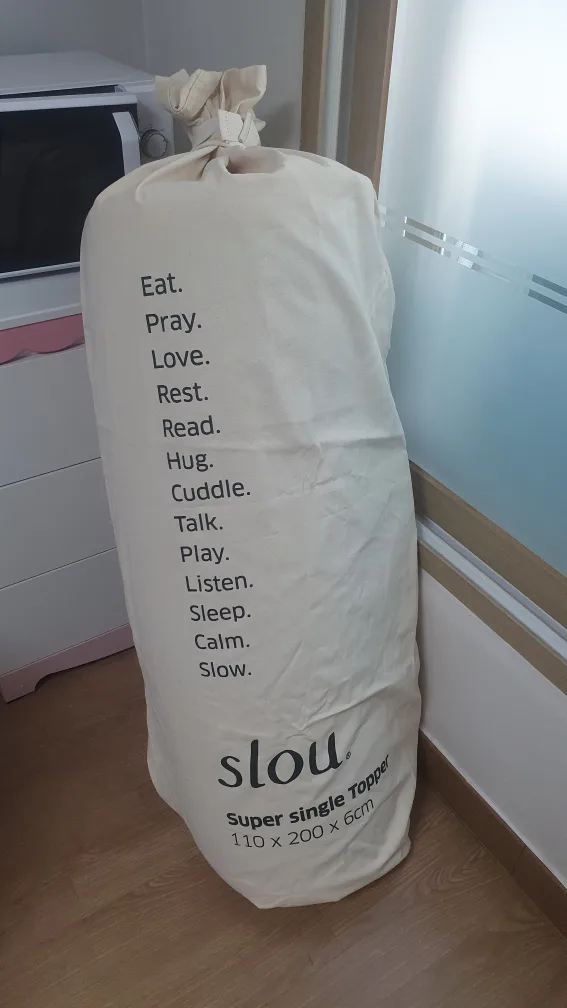 Eat.
Pray.
Love.
Rest.
Read.
Hug.
Cuddle.
Talk.
Play.
Listen.
Sleep.
Calm.
Slow.
slou®
Super single Topper
110 x 200 x 6cm